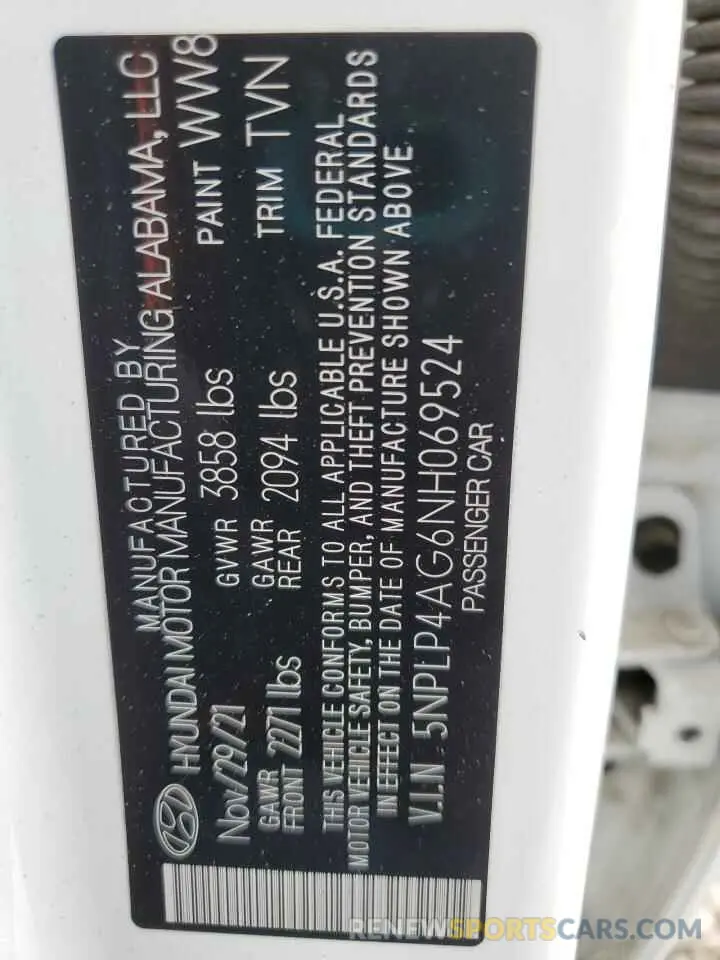 MANUFACTURED BY
HYUNDAI MOTOR MANUFACTURING ALABAMA, LLC
Nov/29/21 GVWR 3858 lbs PAINT WW8
GAWR FRONT 2271 lbs GAWR REAR 2094 lbs TRIM TVN
THIS VEHICLE CONFORMS TO ALL APPLICABLE U.S.A. FEDERAL
MOTOR VEHICLE SAFETY, BUMPER, AND THEFT PREVENTION STANDARDS
IN EFFECT ON THE DATE OF MANUFACTURE SHOWN ABOVE
V.I.N 5NPLP4AG6NH069524
PASSENGER CAR
RENEWSPORTSCARS.COM